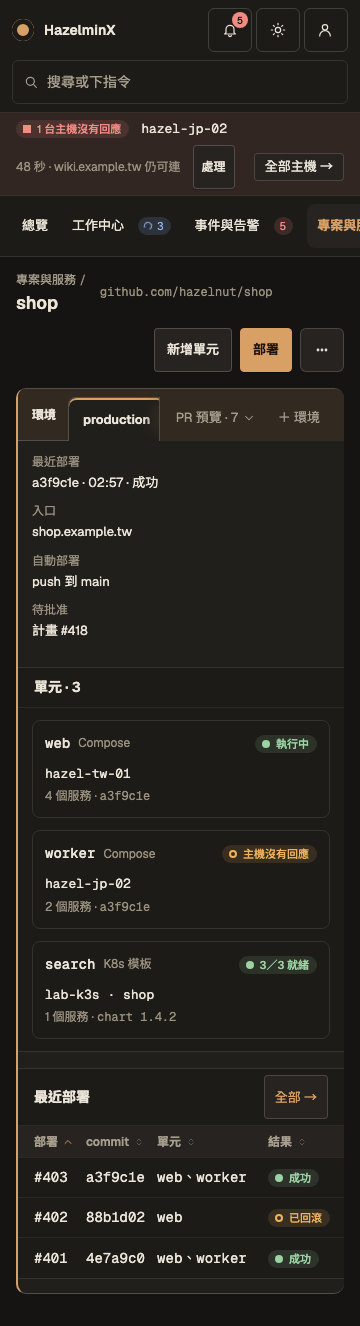 HazelminX
5
搜尋或下指令
1 台主機沒有回應 hazel-jp-02
48 秒 · wiki.example.tw 仍可連 處理 全部主機 →
總覽 工作中心 3 事件與告警 5 專案與
專案與服務 /
shop github.com/hazelnut/shop
新增單元 部署 ···
環境 production PR 預覽 · 7 + 環境
最近部署
a3f9c1e · 02:57 · 成功
入口
shop.example.tw
自動部署
push 到 main
待批准
計畫 #418
單元 · 3
web Compose 執行中
hazel-tw-01
4 個服務 · a3f9c1e
worker Compose 主機沒有回應
hazel-jp-02
2 個服務 · a3f9c1e
search K8s 模板 3／3 就緒
lab-k3s · shop
1 個服務 · chart 1.4.2
最近部署 全部 →
部署 commit 單元 結果
#403 a3f9c1e web、worker 成功
#402 88b1d02 web 已回滾
#401 4e7a9c0 web、worker 成功